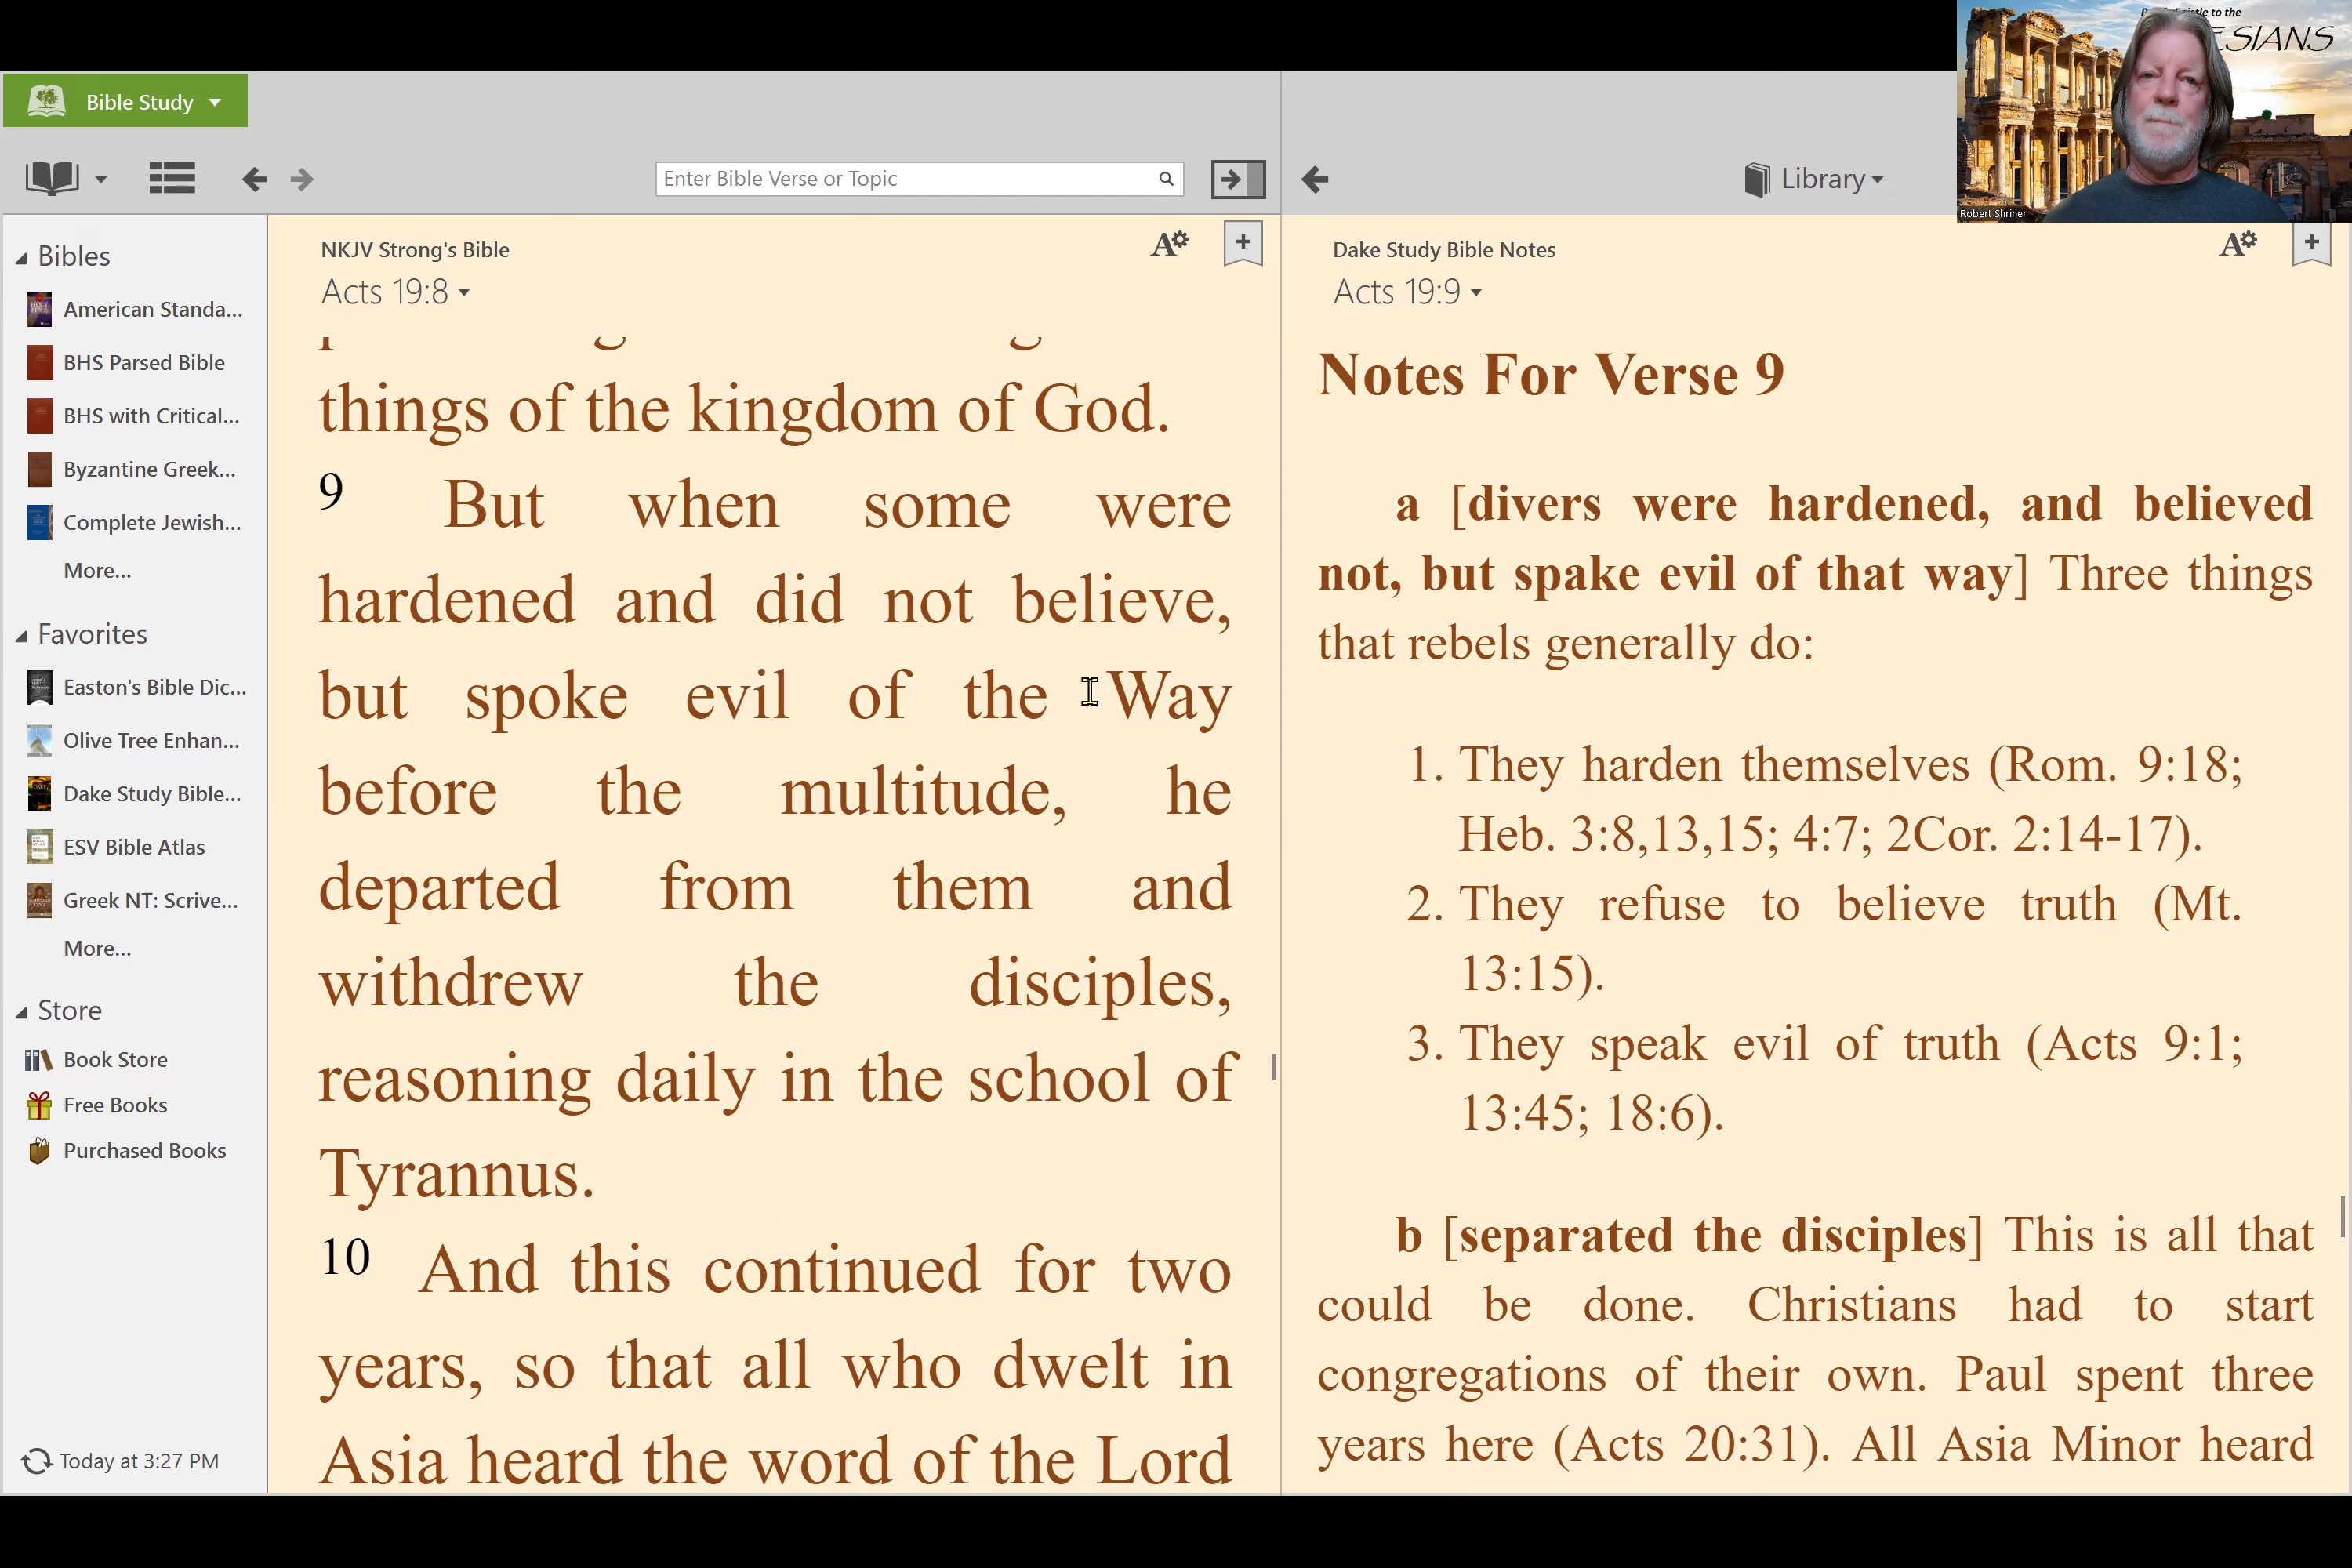 Bible Study
Enter Bible Verse or Topic
Library
Epistle to the
ESIANS
Robert Shriner
Bibles
American Standa...
BHS Parsed Bible
BHS with Critical...
Byzantine Greek...
Complete Jewish...
More...
Favorites
Easton's Bible Dic...
Olive Tree Enhan...
Dake Study Bible...
ESV Bible Atlas
Greek NT: Scrive...
More...
Store
Book Store
Free Books
Purchased Books
Today at 3:27 PM
NKJV Strong's Bible
Acts 19:8
things of the kingdom of God.
9 But when some were
hardened and did not believe,
but spoke evil of the Way
before the multitude, he
departed from them and
withdrew the disciples,
reasoning daily in the school of
Tyrannus.
10 And this continued for two
years, so that all who dwelt in
Asia heard the word of the Lord
Dake Study Bible Notes
Acts 19:9
Notes For Verse 9
a [divers were hardened, and believed
not, but spake evil of that way] Three things
that rebels generally do:
1. They harden themselves (Rom. 9:18;
Heb. 3:8,13,15; 4:7; 2Cor. 2:14-17).
2. They refuse to believe truth (Mt.
13:15).
3. They speak evil of truth (Acts 9:1;
13:45; 18:6).
b [separated the disciples] This is all that
could be done. Christians had to start
congregations of their own. Paul spent three
years here (Acts 20:31). All Asia Minor heard